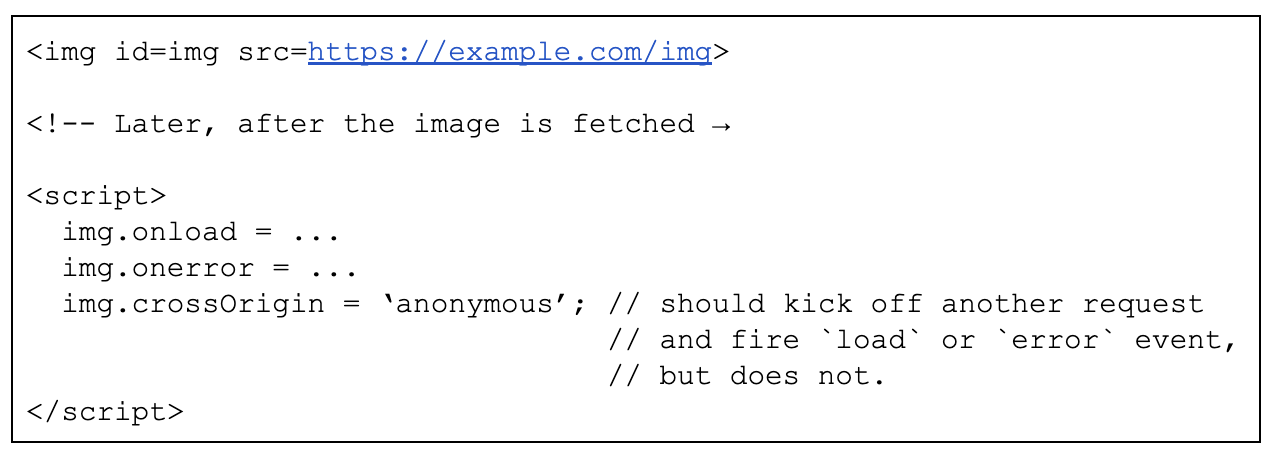 <img id=img src=https://example.com/img>
<!-- Later, after the image is fetched →
<script>
img.onload = ...
img.onerror = ...
img.crossOrigin = ‘anonymous’; // should kick off another request
// and fire `load` or `error` event,
// but does not.
</script>